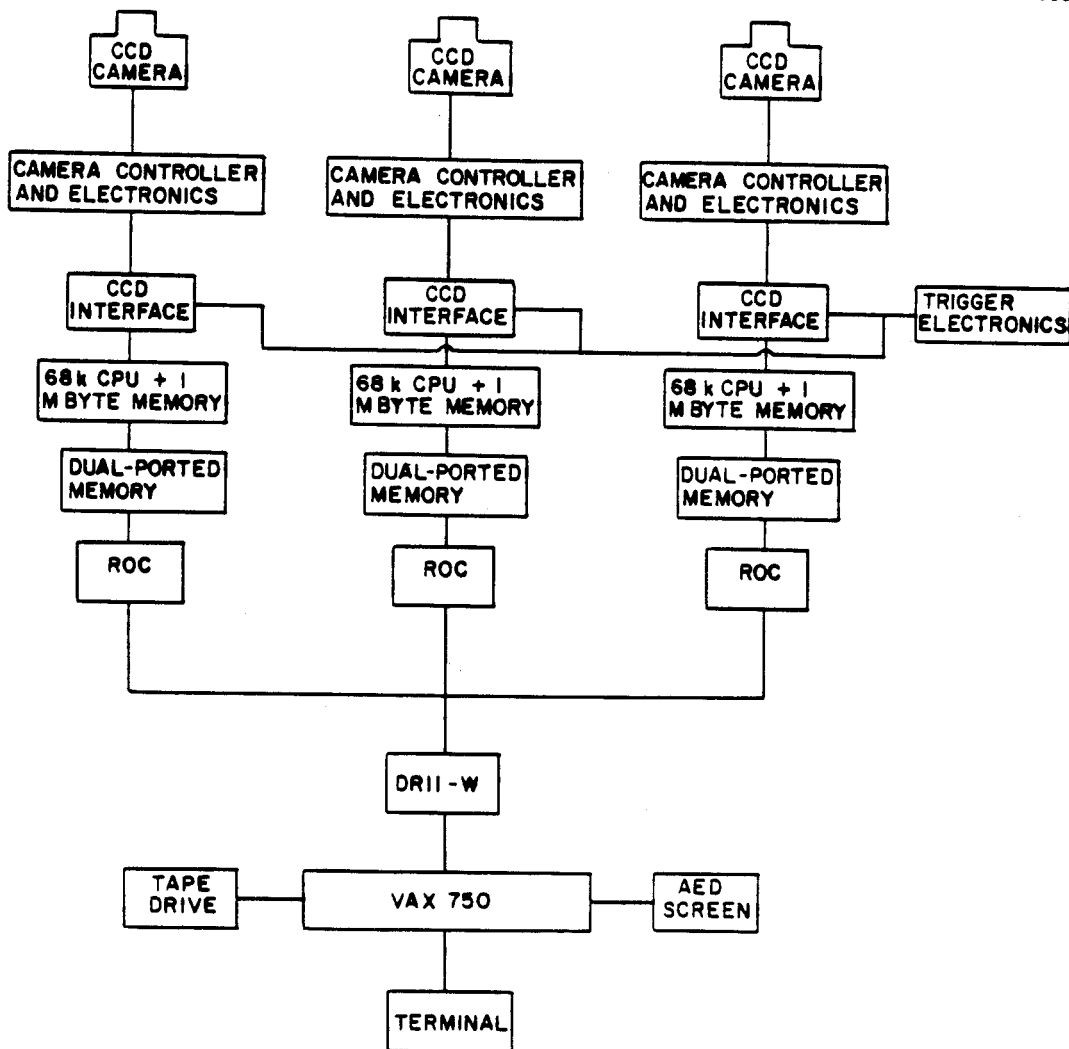 CCD
CAMERA
CCD
CAMERA
CCD
CAMERA
CAMERA CONTROLLER
AND ELECTRONICS
CAMERA CONTROLLER
AND ELECTRONICS
CAMERA CONTROLLER
AND ELECTRONICS
CCD
INTERFACE
CCD
INTERFACE
CCD
INTERFACE
TRIGGER
ELECTRONICS
68k CPU + 1
M BYTE MEMORY
68k CPU + 1
M BYTE MEMORY
68k CPU + 1
M BYTE MEMORY
DUAL-PORTED
MEMORY
DUAL-PORTED
MEMORY
DUAL-PORTED
MEMORY
ROC
ROC
ROC
DR11-W
TAPE
DRIVE
VAX 750
AED
SCREEN
TERMINAL